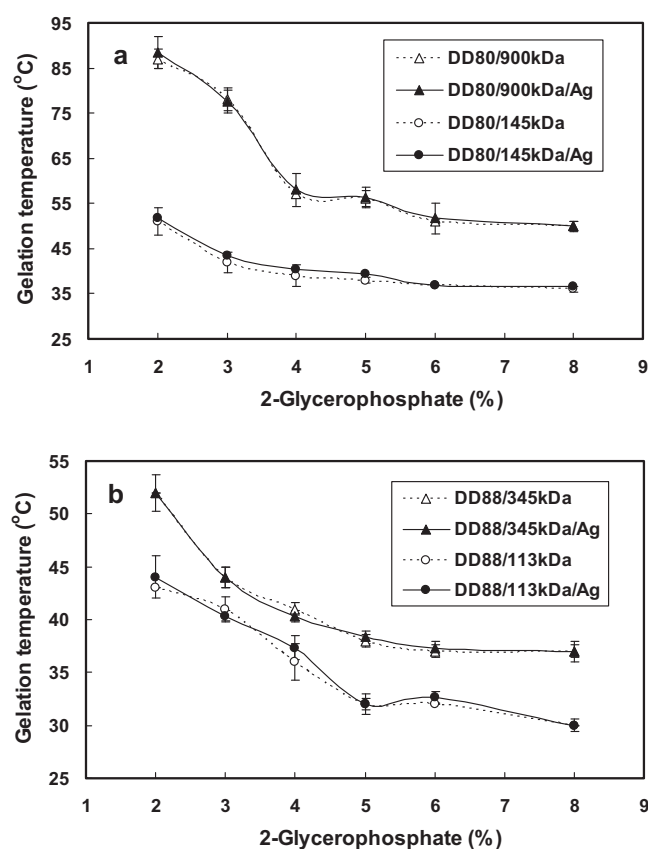 a
Gelation temperature (°C)
95
85
75
65
55
45
35
25
DD80/900kDa
DD80/900kDa/Ag
DD80/145kDa
DD80/145kDa/Ag
1 2 3 4 5 6 7 8 9
2-Glycerophosphate (%)
b
Gelation temperature (°C)
55
50
45
40
35
30
25
DD88/345kDa
DD88/345kDa/Ag
DD88/113kDa
DD88/113kDa/Ag
1 2 3 4 5 6 7 8 9
2-Glycerophosphate (%)